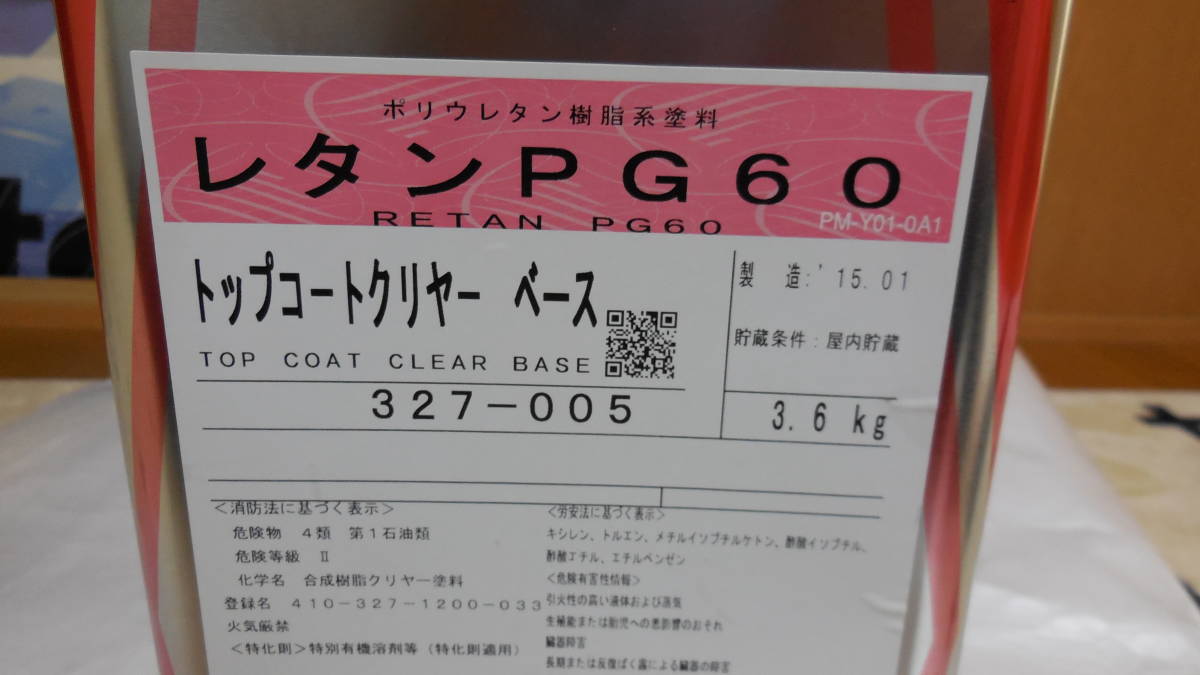 ポリウレタン樹脂系塗料
レタンPG60
RETAN PG60
PM-Y01-0A1
トップコートクリヤー ベース
TOP COAT CLEAR BASE
327-005
製 造:'15.01
貯蔵条件:屋内貯蔵
3.6 kg
<消防法に基づく表示>
危険物 4類 第1石油類
危険等級 Ⅱ
化学名 合成樹脂クリヤー塗料
登録名 410-327-1200-033
火気厳禁
<特化則>特別有機溶剤等(特化則適用)
<労安法に基づく表示>
キシレン、トルエン、メチルイソブチルケトン、酢酸イソブチル、
酢酸エチル、エチルベンゼン
<危険有害性情報>
引火性の高い液体および蒸気
生殖能または胎児への悪影響のおそれ
臓器障害
長期または反復ばく露による臓器の障害